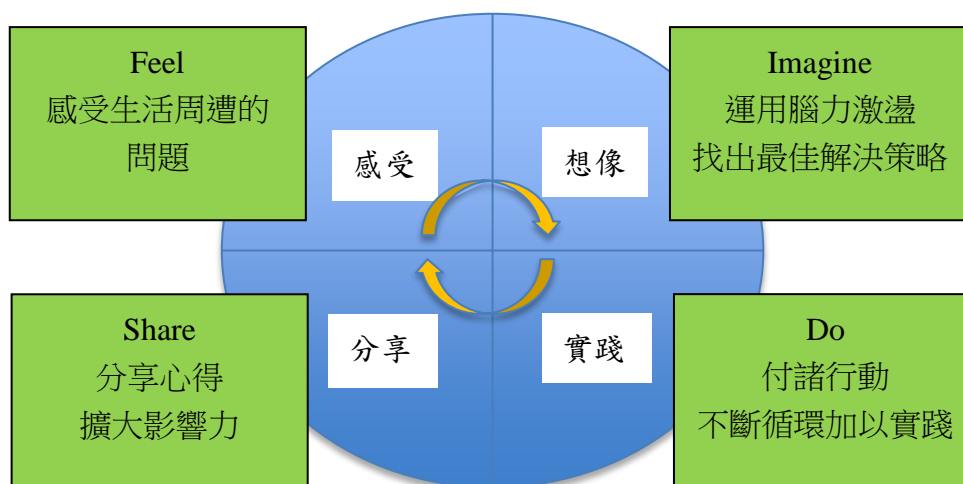 Feel
感受生活周遭的
問題
Imagine
運用腦力激盪
找出最佳解決策略
感受
想像
分享
實踐
Share
分享心得
擴大影響力
Do
付諸行動
不斷循環加以實踐